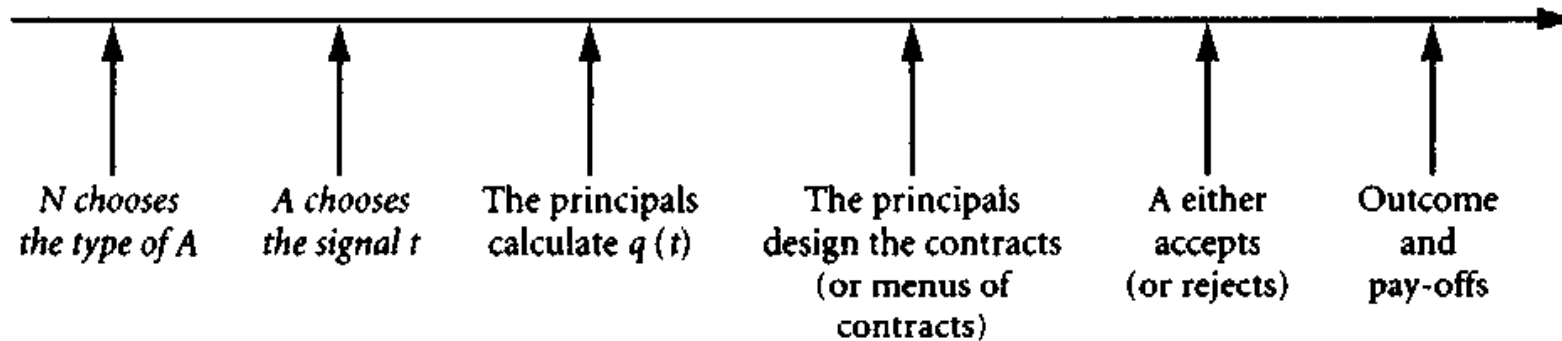 N chooses
the type of A
A chooses
the signal t
The principals
calculate q (t)
The principals
design the contracts
(or menus of
contracts)
A either
accepts
(or rejects)
Outcome
and
pay-offs